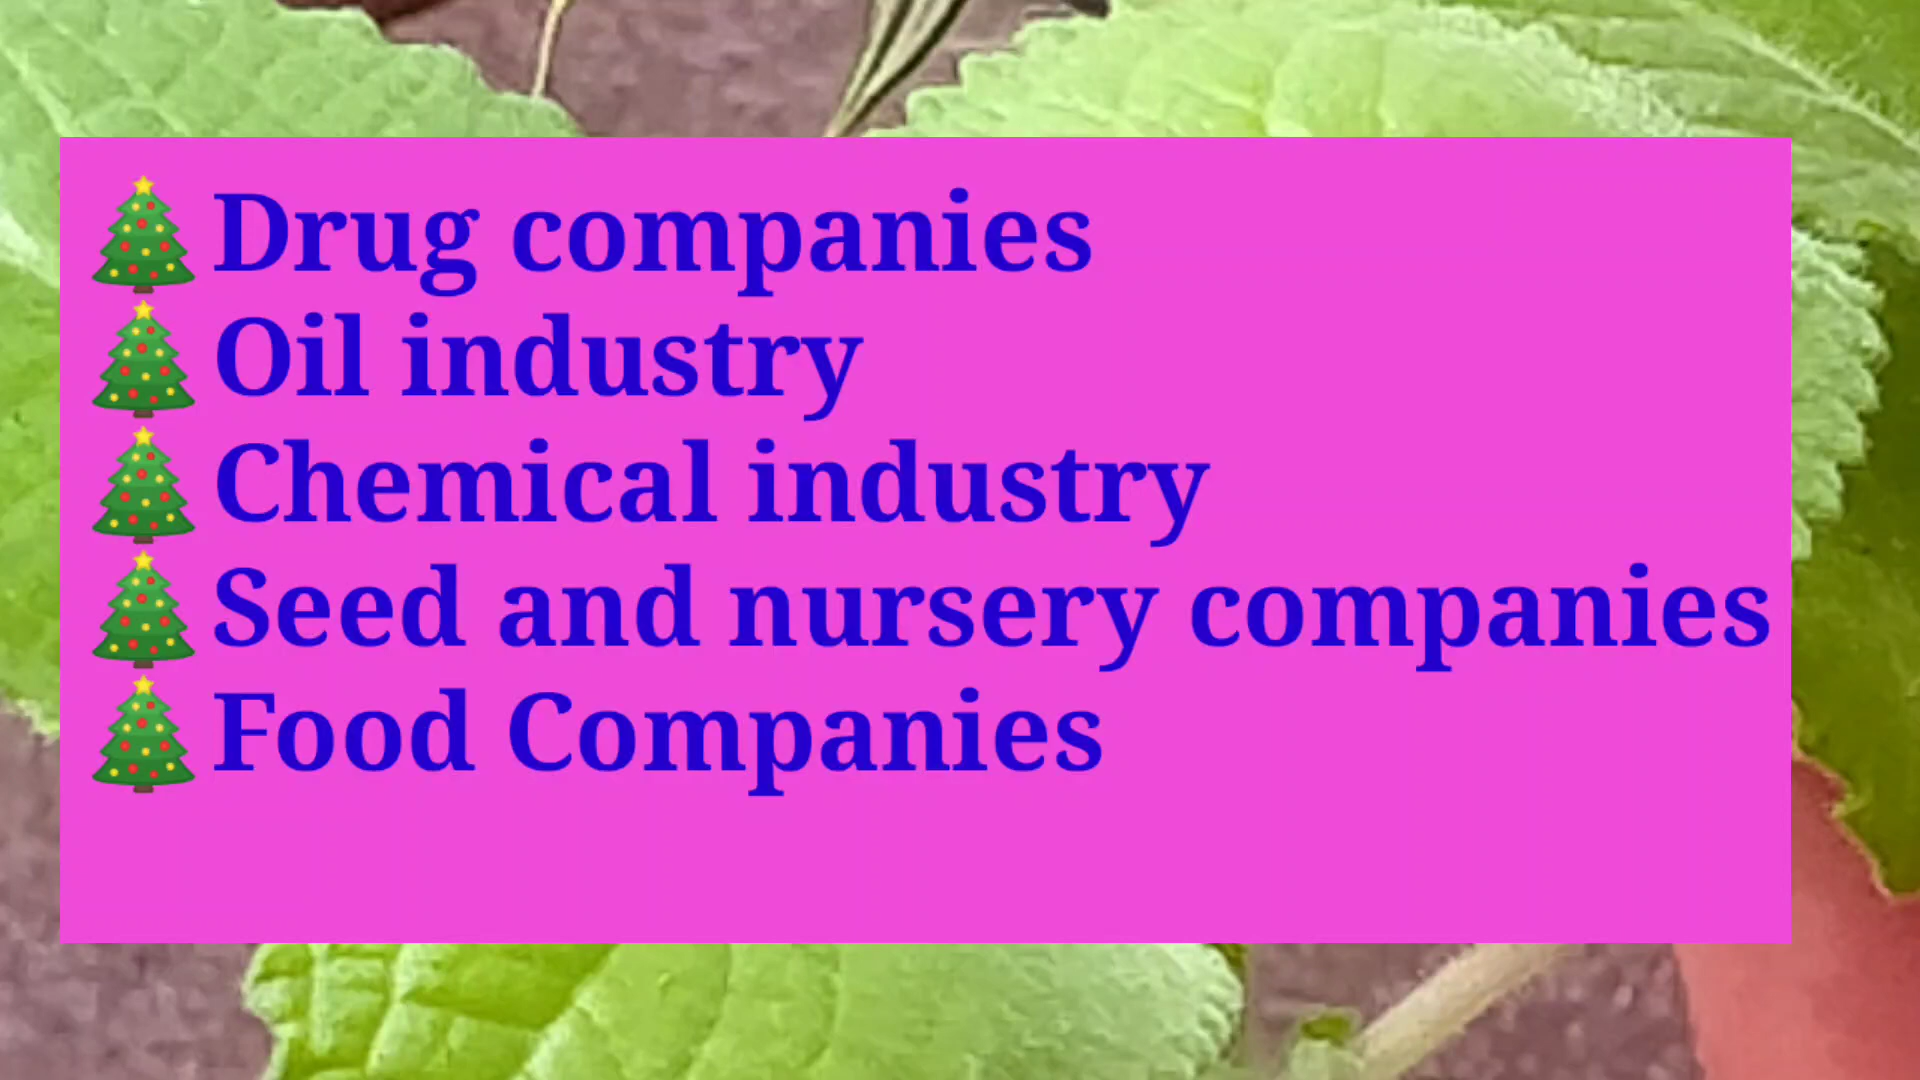 🎄Drug companies
🎄Oil industry
🎄Chemical industry
🎄Seed and nursery companies
🎄Food Companies